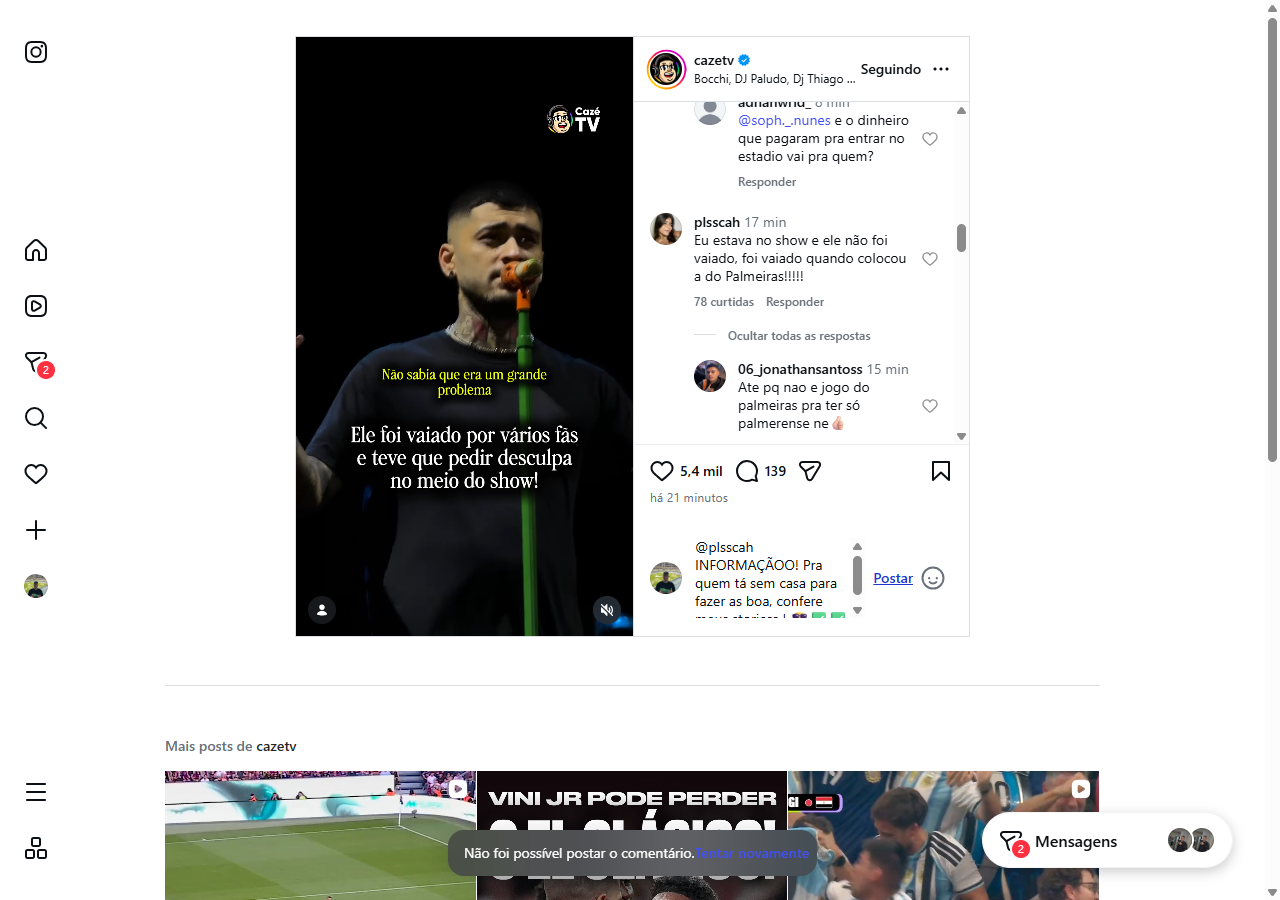 Cazé
TV
Não sabia que era um grande
problema
Ele foi vaiado por vários fãs
e teve que pedir desculpa
no meio do show!
cazetv
Seguindo
Bocchi, DJ Paludo, Dj Thiago ...
@soph._.nunes e o dinheiro
que pagaram pra entrar no
estadio vai pra quem?
Responder
plsscah 17 min
Eu estava no show e ele não foi
vaiado, foi vaiado quando colocou
a do Palmeiras!!!!!
78 curtidas Responder
Ocultar todas as respostas
06_jonathansantoss 15 min
Ate pq nao e jogo do
palmeiras pra ter só
palmerense ne👍🏻
5,4 mil 139
há 21 minutos
@plsscah
INFORMAÇÃOO! Pra
quem tá sem casa para
fazer as boa, confere
Postar
2
Mais posts de cazetv
VINI JR PODE PERDER
O EL CLÁSICO!
Não foi possível postar o comentário. Tentar novamente
2
Mensagens